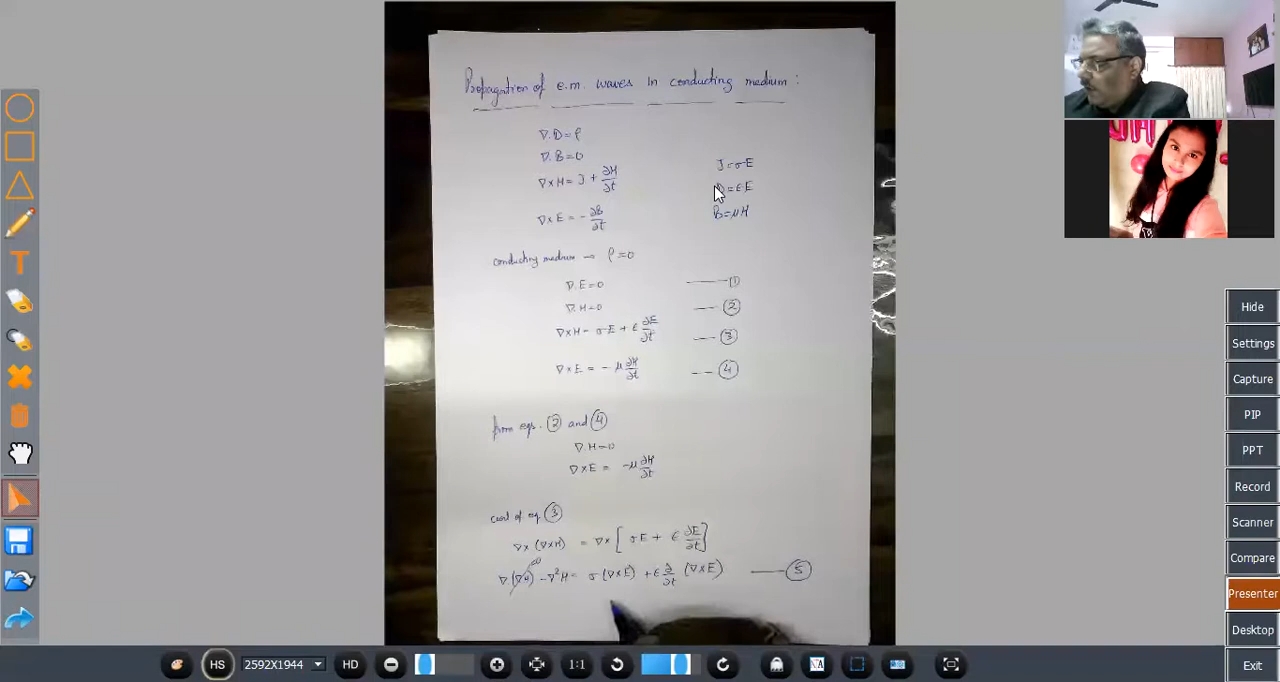 Propagation of e.m. waves in conducting medium :
∇.D = ρ
∇.B = 0
∇×H = J + ∂H/∂t
∇×E = - ∂B/∂t
J = σE
D = εE
B = μH
conducting medium → ρ = 0
∇.E = 0 —— ①
∇.H = 0 —— ②
∇×H = σE + ε ∂E/∂t —— ③
∇×E = - μ ∂H/∂t —— ④
from eqs. ② and ④
∇.H = 0
∇×E = -μ ∂H/∂t
curl of eq. ③
∇×(∇×H) = ∇×[ σE + ε ∂E/∂t ]
∇(∇.H) - ∇²H = σ(∇×E) + ε ∂/∂t (∇×E) —— ⑤
T
Hide
Settings
Capture
PIP
PPT
Record
Scanner
Compare
Presenter
Desktop
Exit
HS
2592X1944
HD
1:1